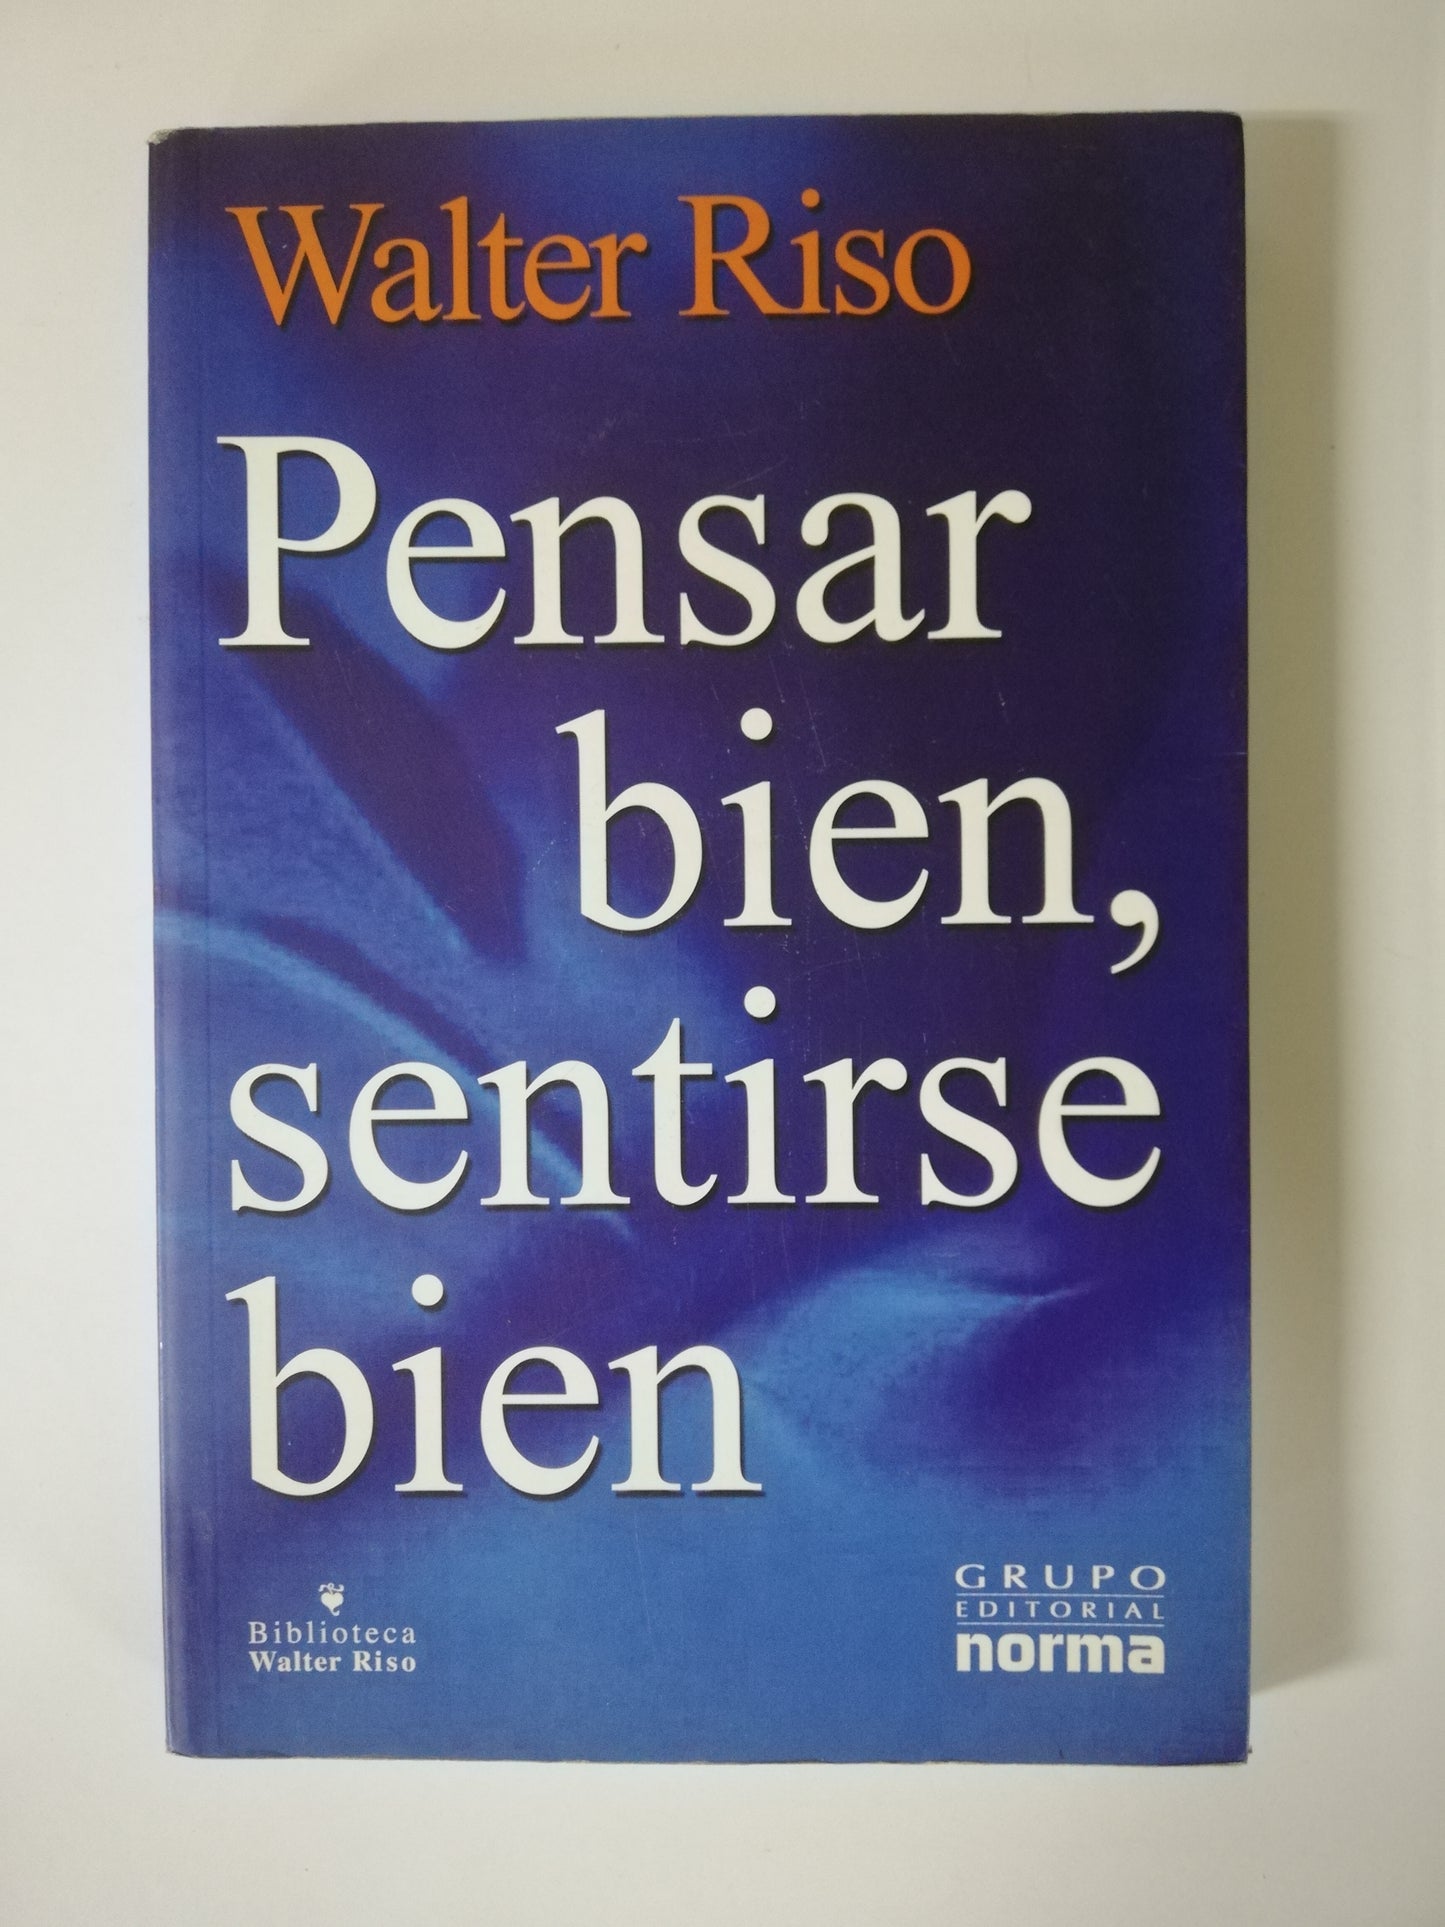 Walter Riso
Pensar
bien,
sentirse
bien
Biblioteca
Walter Riso
GRUPO
EDITORIAL
norma